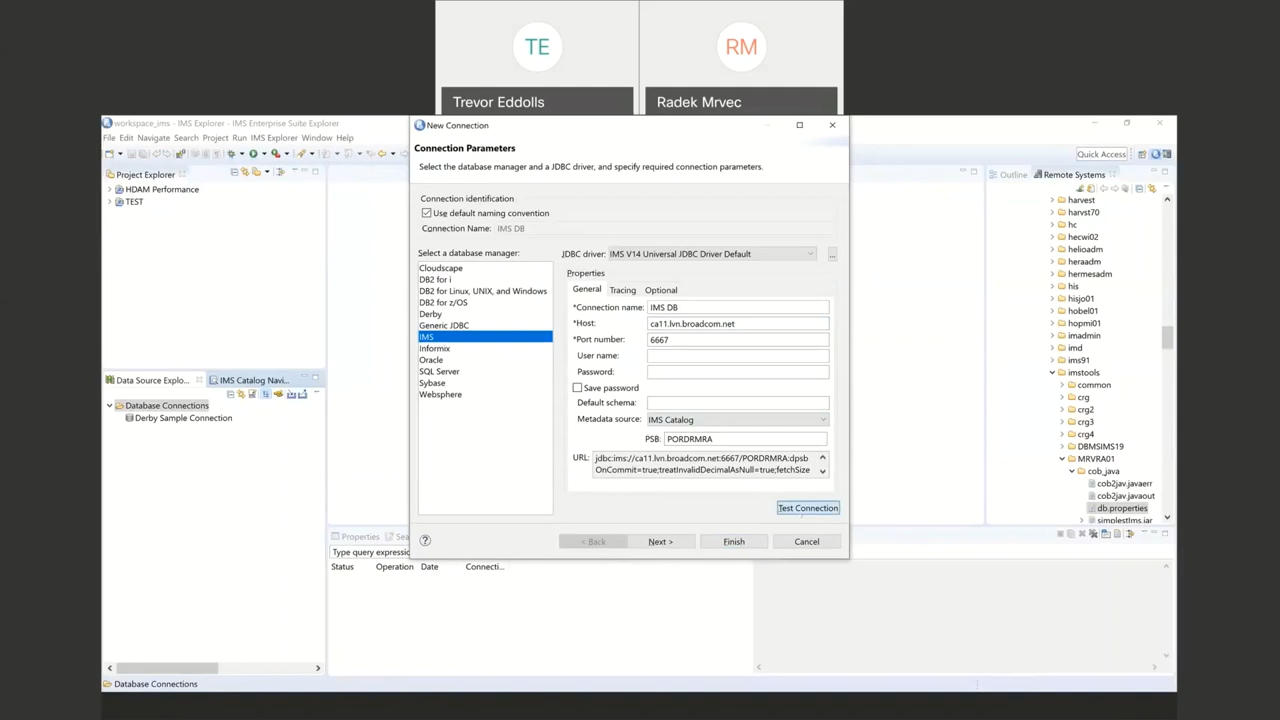 TE
RM
Trevor Eddolls
Radek Mrvec
workspace_ims - IMS Explorer - IMS Enterprise Suite Explorer
File Edit Navigate Search Project Run IMS Explorer Window Help
Quick Access
Project Explorer
HDAM Performance
TEST
Data Source Explo...
IMS Catalog Navi...
Database Connections
Derby Sample Connection
New Connection
Connection Parameters
Select the database manager and a JDBC driver, and specify required connection parameters.
Connection identification
Use default naming convention
Connection Name: IMS DB
Select a database manager:
Cloudscape
DB2 for i
DB2 for Linux, UNIX, and Windows
DB2 for z/OS
Derby
Generic JDBC
IMS
Informix
Oracle
SQL Server
Sybase
Websphere
JDBC driver: IMS V14 Universal JDBC Driver Default
...
Properties
General Tracing Optional
*Connection name: IMS DB
*Host: ca11.lvn.broadcom.net
*Port number: 6667
User name:
Password:
Save password
Default schema:
Metadata source: IMS Catalog
PSB: PORDRMRA
URL: jdbc:ims://ca11.lvn.broadcom.net:6667/PORDRMRA:dpsb
OnCommit=true;treatInvalidDecimalAsNull=true;fetchSize
Test Connection
< Back Next > Finish Cancel
Properties
Type query expressio
Status Operation Date Connecti...
Outline
Remote Systems
harvest
harvst70
hc
hecwi02
helioadm
heraadm
hermesadm
his
hisjo01
hobel01
hopmi01
imadmin
imd
ims91
imstools
common
crg
crg2
crg3
crg4
DBMSIMS19
MRVRA01
cob_java
cob2jav.javaerr
cob2jav.javaout
db.properties
simplestIms.jar
Database Connections